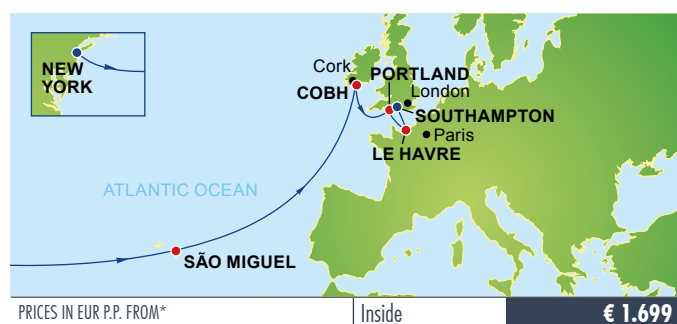 NEW
YORK
Cork
PORTLAND
COBH
London
SOUTHAMPTON
Paris
LE HAVRE
ATLANTIC OCEAN
SÃO MIGUEL
PRICES IN EUR P.P. FROM*
Inside
€ 1.699